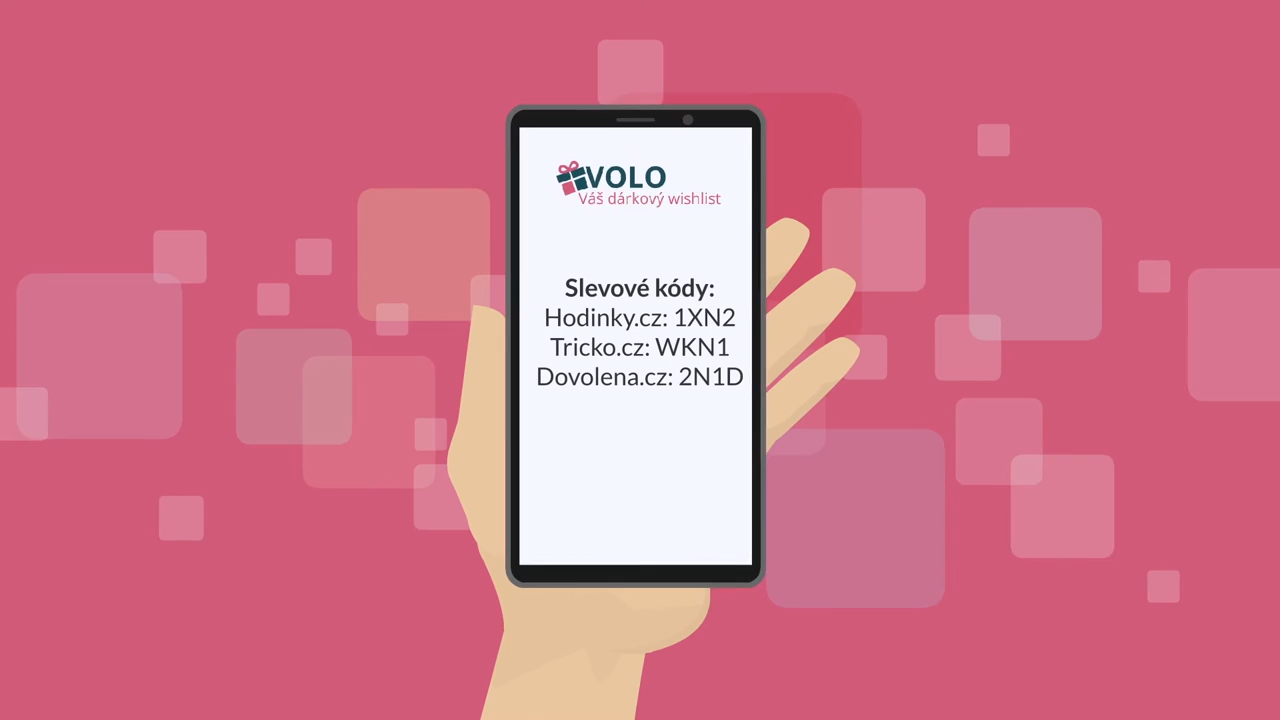 VOLO
Váš dárkový wishlist
Slevové kódy:
Hodinky.cz: 1XN2
Tricko.cz: WKN1
Dovolena.cz: 2N1D